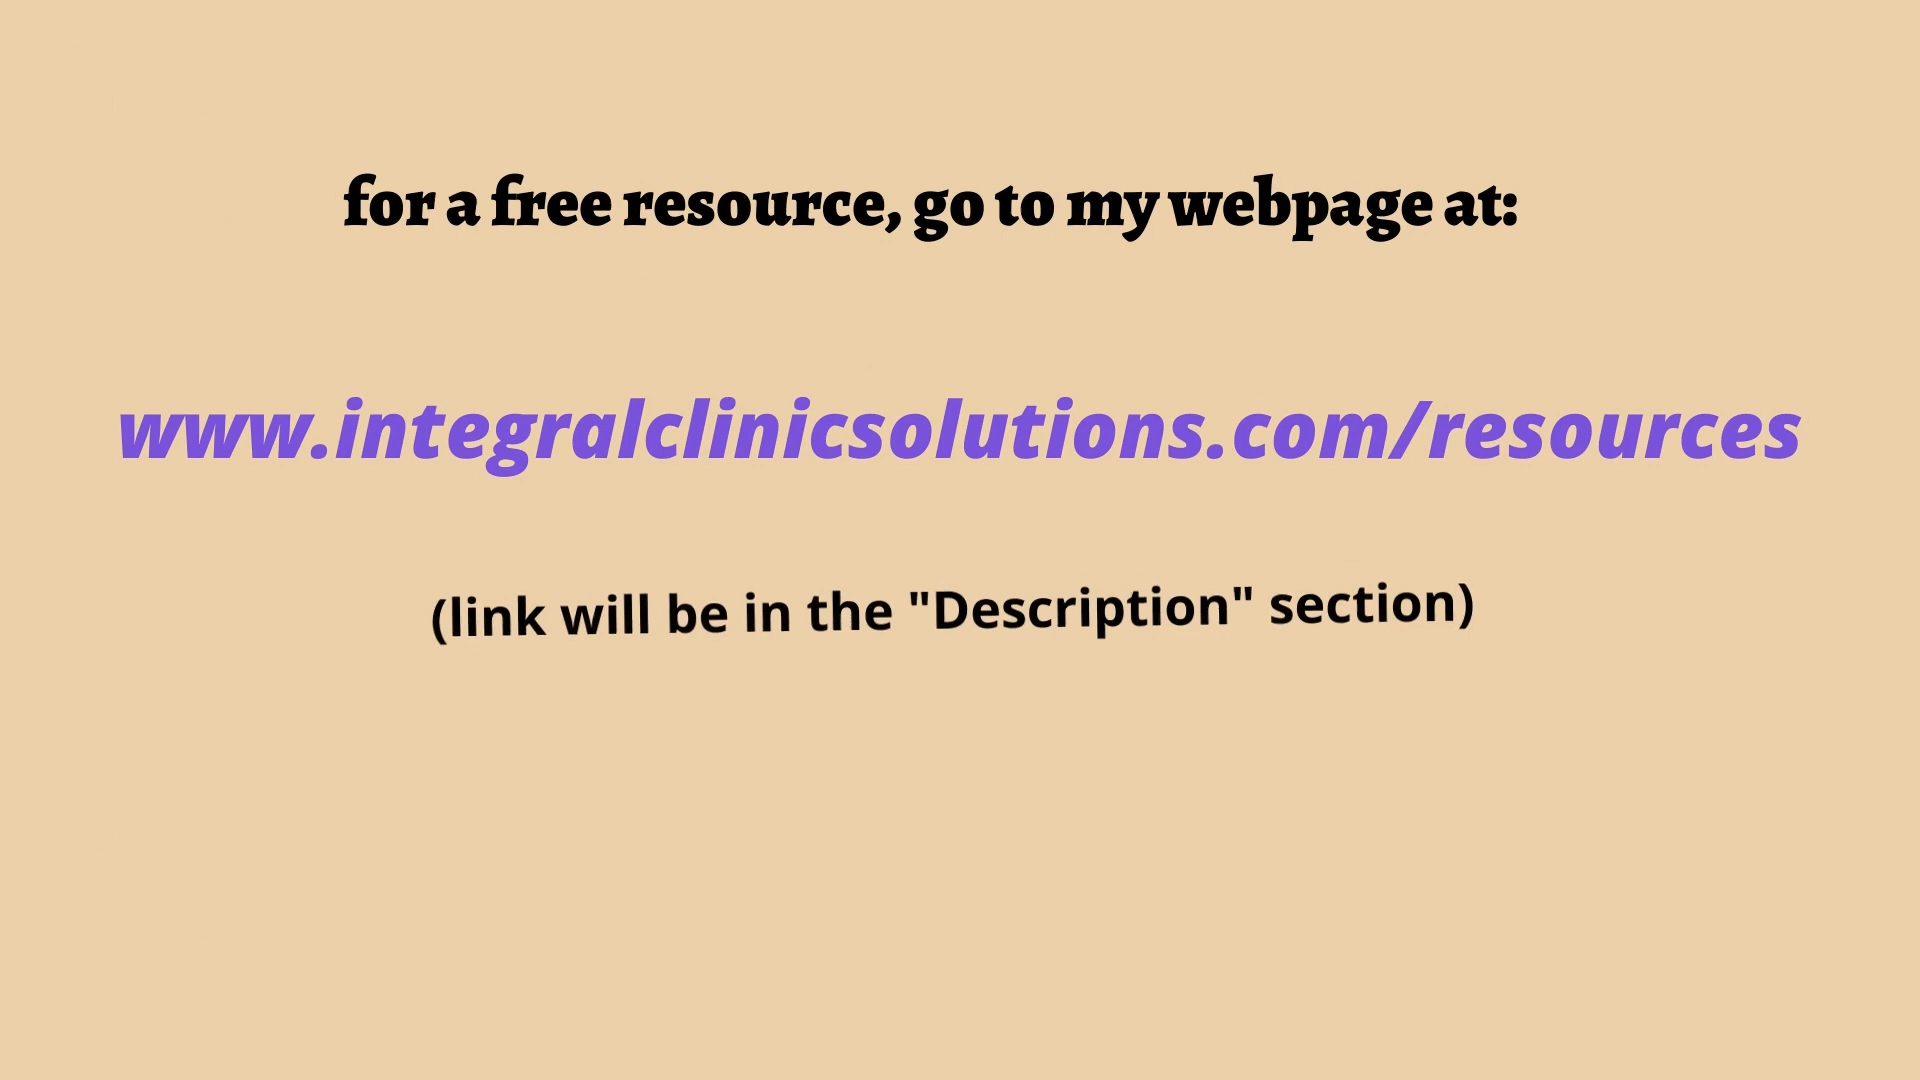 for a free resource, go to my webpage at:
www.integralclinicsolutions.com/resources
(link will be in the "Description" section)